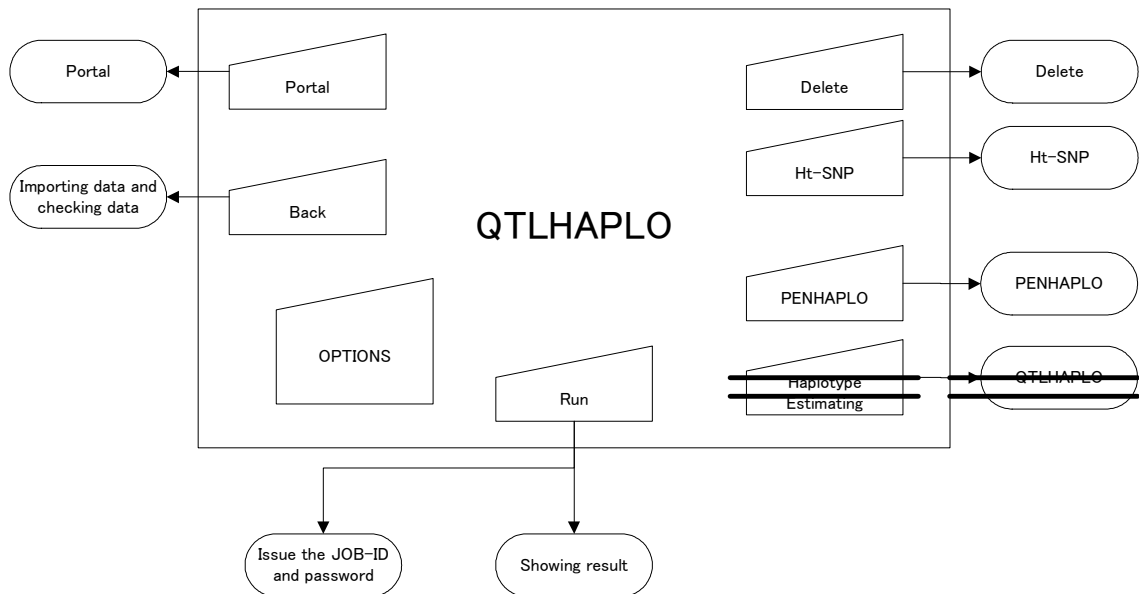 Portal
Portal
Delete
Delete
Ht-SNP
Ht-SNP
Importing data and
checking data
Back
QTLHAPLO
PENHAPLO
PENHAPLO
OPTIONS
Run
Haplotype
Estimating
QTLHAPLO
Issue the JOB-ID
and password
Showing result